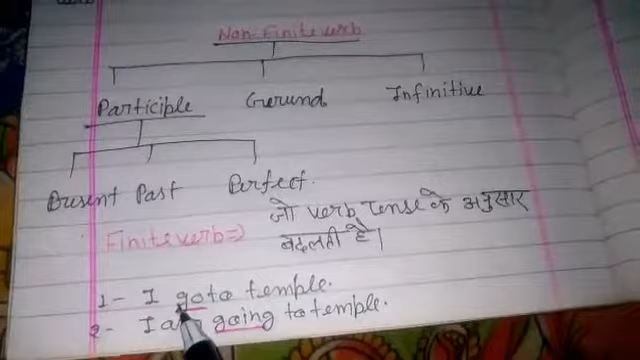 Non-Finite verb
Participle Gerund Infinitive
Present Past Perfect.
Finite verb⇒ जो verb Tense के अनुसार
बदलती है।
1- I go to temple.
2- I am going to temple.